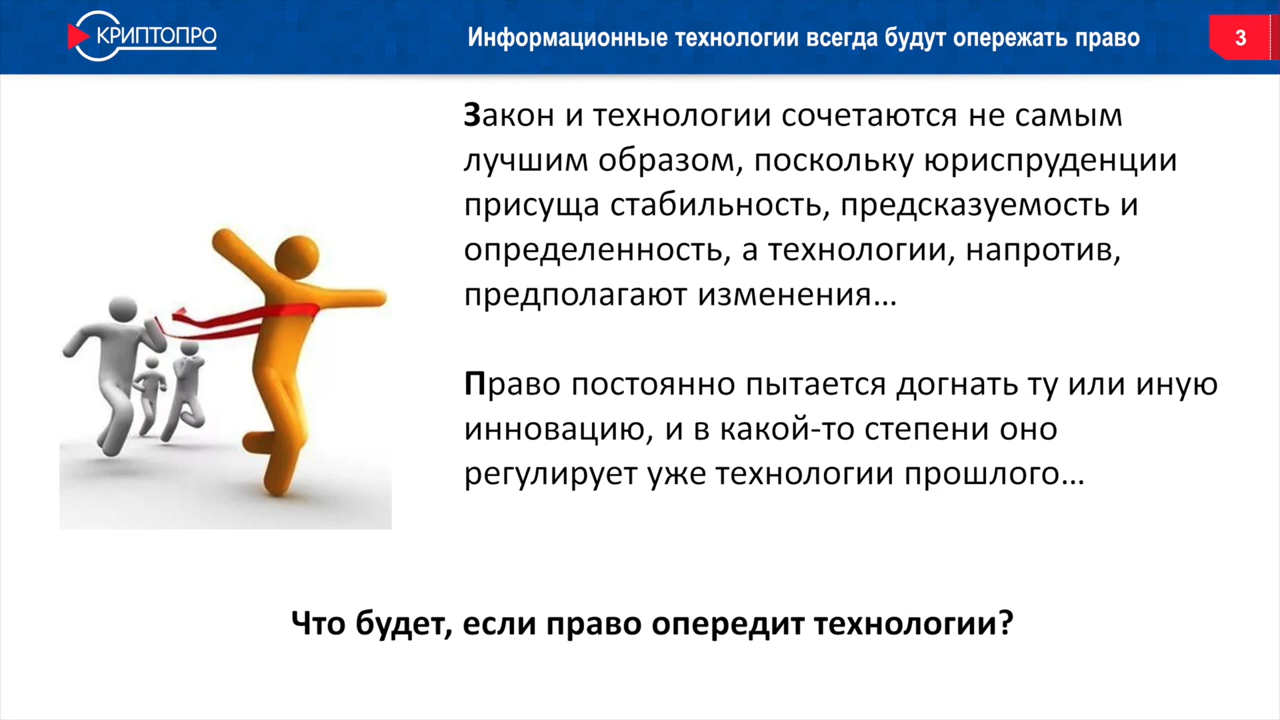 КРИПТОПРО
Информационные технологии всегда будут опережать право
3
Закон и технологии сочетаются не самым
лучшим образом, поскольку юриспруденции
присуща стабильность, предсказуемость и
определенность, а технологии, напротив,
предполагают изменения…
Право постоянно пытается догнать ту или иную
инновацию, и в какой-то степени оно
регулирует уже технологии прошлого…
Что будет, если право опередит технологии?